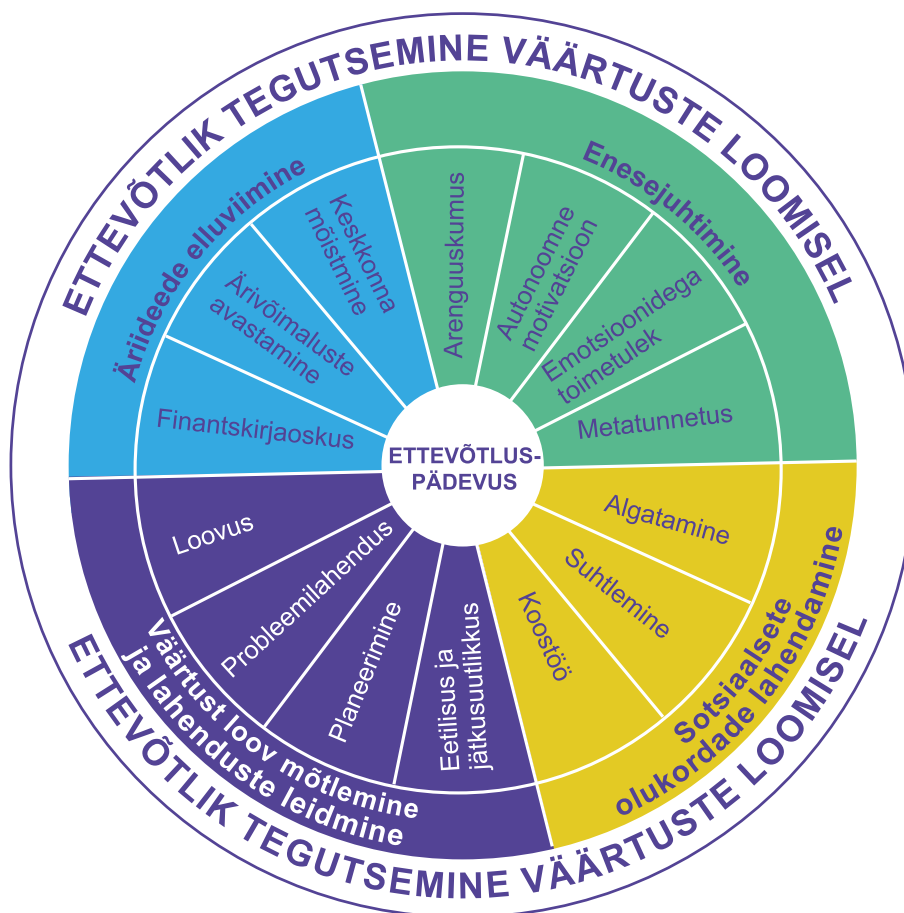 ETTEVÕTLIK TEGUTSEMINE VÄÄRTUSTE LOOMISEL
Enesejuhtimine
Arenguuskumus
Autonoomne
motivatsioon
Emotsioonidega
toimetulek
Metatunnetus
Sotsiaalsete
olukordade lahendamine
Algatamine
Suhtlemine
Koostöö
Väärtust loov mõtlemine
ja lahenduste leidmine
Eetilisus ja
jätkusuutlikkus
Planeerimine
Probleemilahendus
Loovus
Äriideede elluviimine
Finantskirjaoskus
Ärivõimaluste
avastamine
Keskkonna
mõistmine
ETTEVÕTLUS-
PÄDEVUS
ETTEVÕTLIK TEGUTSEMINE VÄÄRTUSTE LOOMISEL